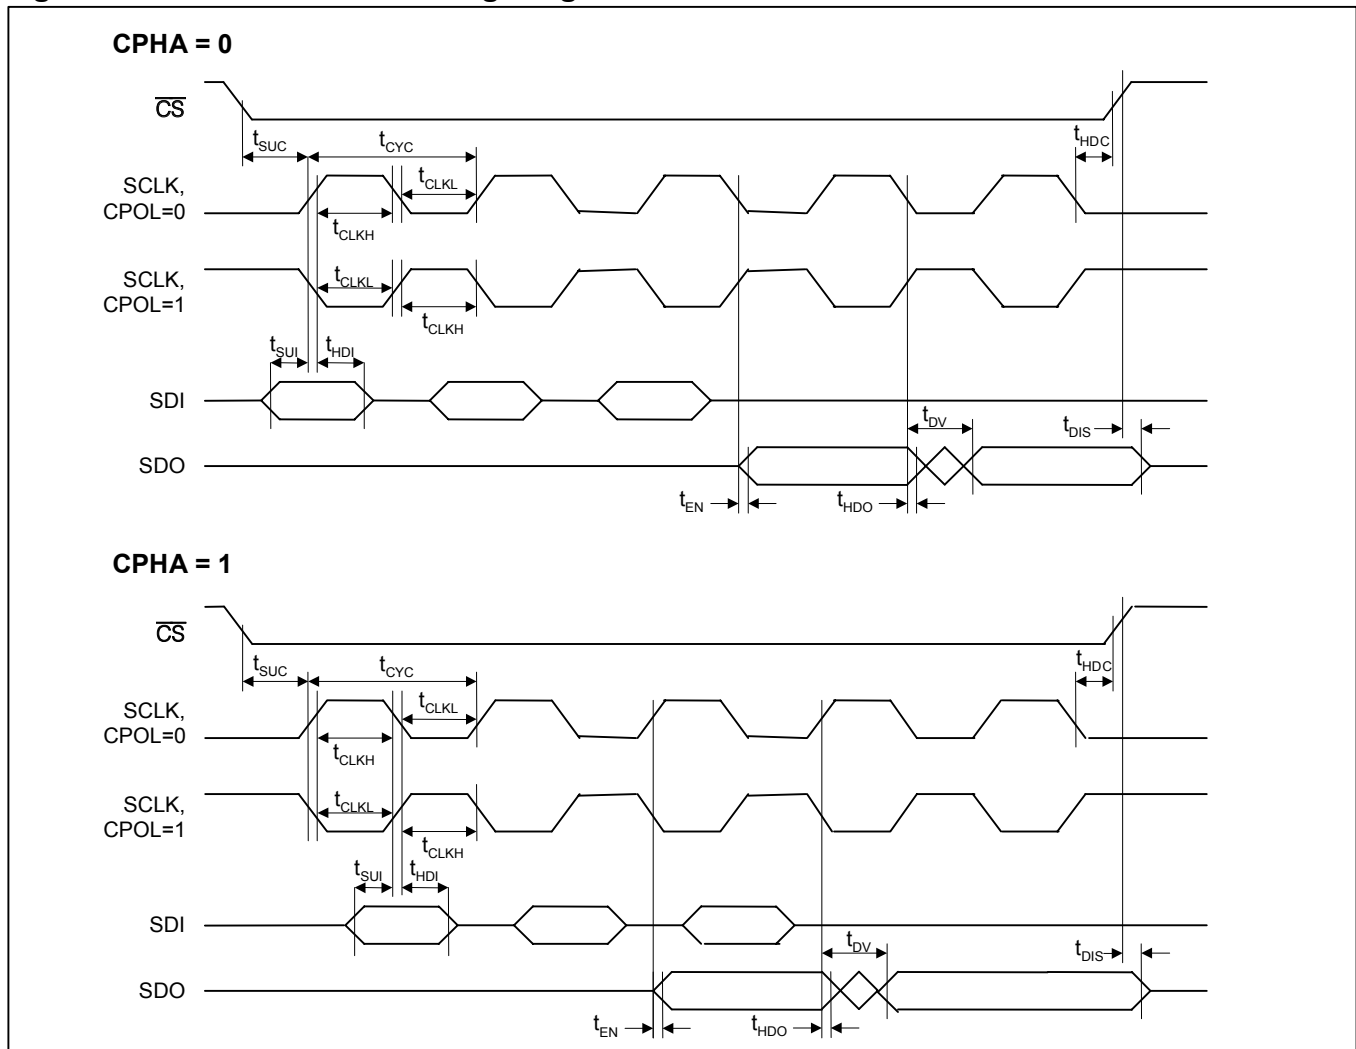 CPHA = 0
CS
tSUC
tCYC
tHDC
SCLK,
CPOL=0
tCLKL
tCLKH
SCLK,
CPOL=1
tCLKL
tCLKH
tSUI
tHDI
SDI
tDV
tDIS
SDO
tEN
tHDO
CPHA = 1
CS
tSUC
tCYC
tHDC
SCLK,
CPOL=0
tCLKL
tCLKH
SCLK,
CPOL=1
tCLKL
tCLKH
tSUI
tHDI
SDI
tDV
tDIS
SDO
tEN
tHDO